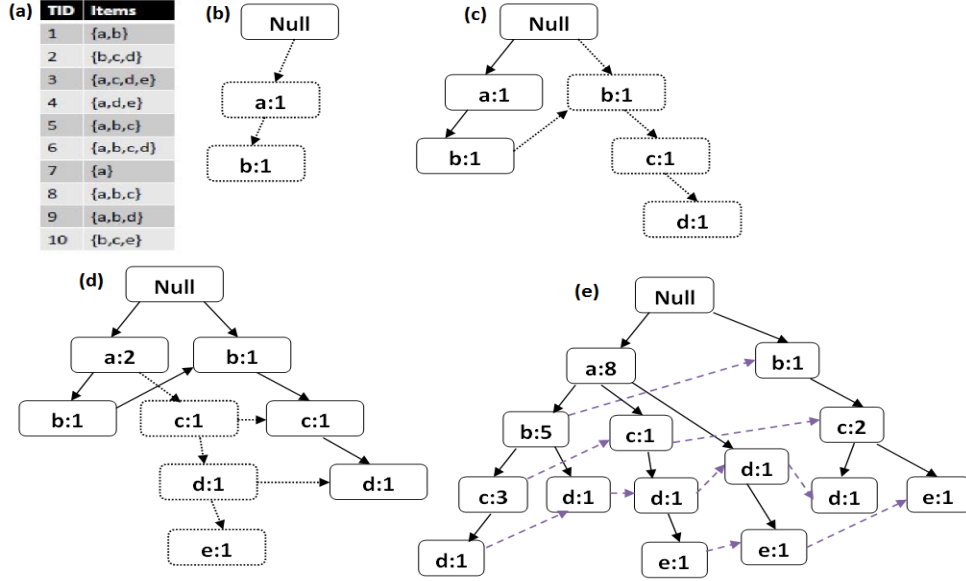 (a)
TID Items
1 {a,b}
2 {b,c,d}
3 {a,c,d,e}
4 {a,d,e}
5 {a,b,c}
6 {a,b,c,d}
7 {a}
8 {a,b,c}
9 {a,b,d}
10 {b,c,e}
(b)
Null
a:1
b:1
(c)
Null
a:1 b:1
b:1 c:1
d:1
(d)
Null
a:2 b:1
b:1 c:1 c:1
d:1 d:1
e:1
(e)
Null
a:8 b:1
b:5 c:1 c:2
d:1
c:3 d:1 d:1 d:1 e:1
d:1 e:1 e:1